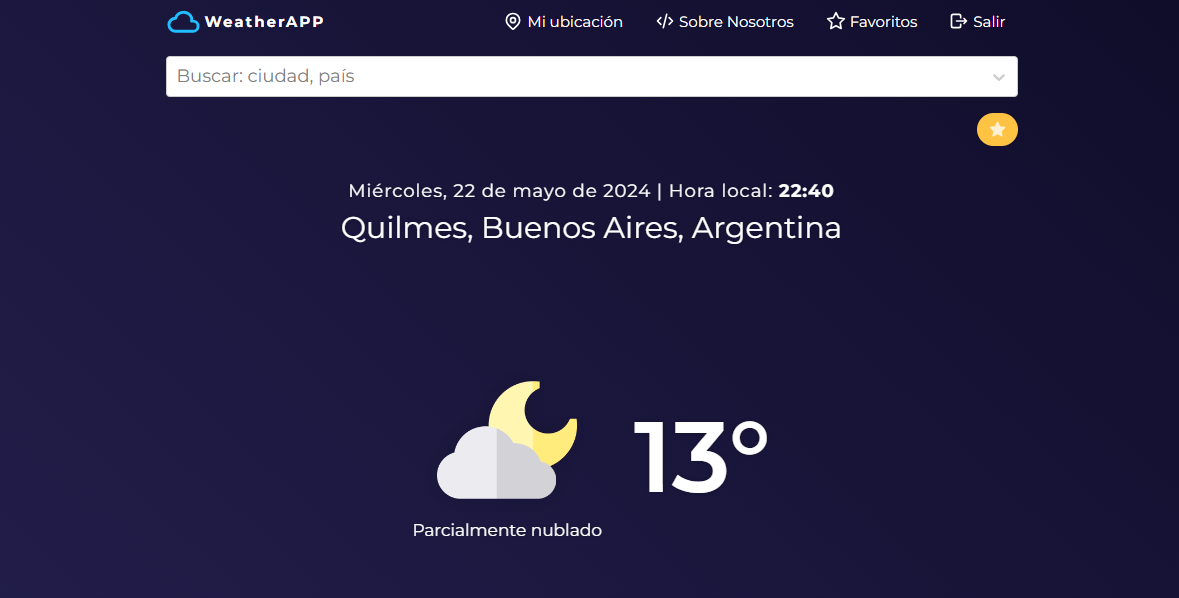 WeatherAPP
Mi ubicación
Sobre Nosotros
Favoritos
Salir
Buscar: ciudad, país
Miércoles, 22 de mayo de 2024 | Hora local: 22:40
Quilmes, Buenos Aires, Argentina
13°
Parcialmente nublado